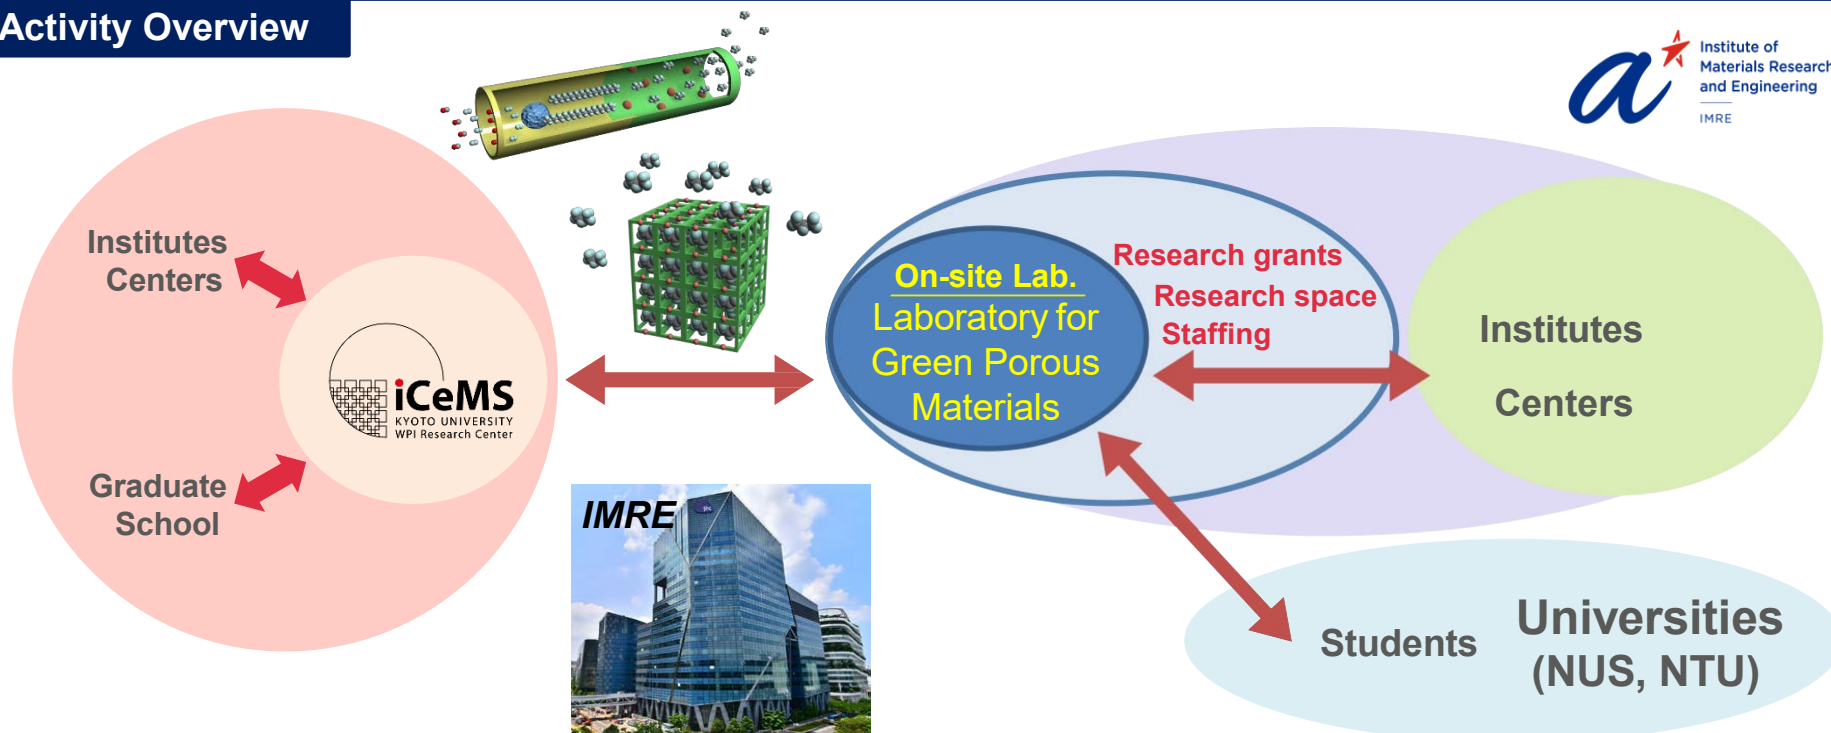 Activity Overview
Institute of
Materials Research
and Engineering
IMRE
Institutes
Centers
Graduate
School
iCeMS
KYOTO UNIVERSITY
WPI Research Center
IMRE
On-site Lab.
Laboratory for
Green Porous
Materials
Research grants
Research space
Staffing
Institutes
Centers
Students
Universities
(NUS, NTU)